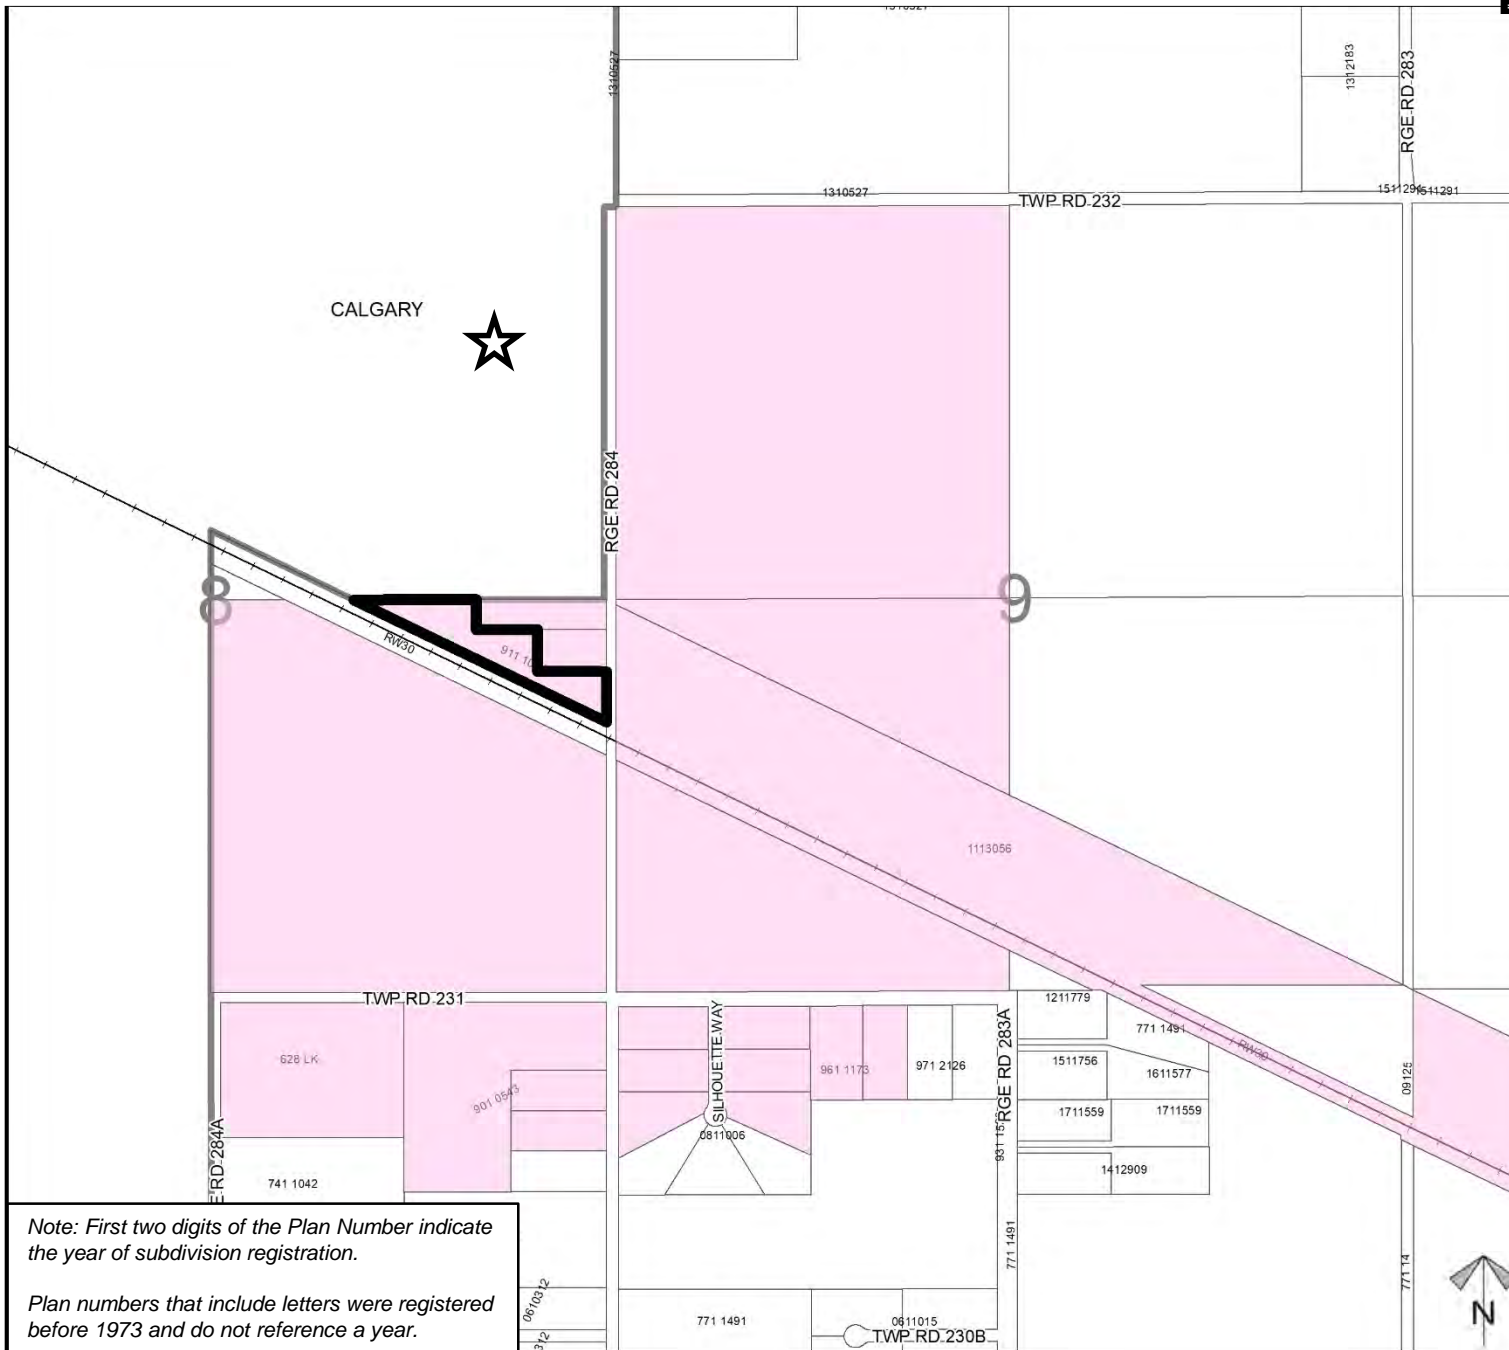 1310527
1312183
RGE RD 283
1310527
1511291
TWP RD 232
CALGARY
RGE RD 284
8
9
RW30
1113056
TWP RD 231
628 LK
901 0543
SILHOUETTE WAY
961 1173
971 2126
RGE RD 283A
1211779
771 1491
RW30
1511756
1611577
1711559
1711559
0811006
1412909
741 1042
771 1491
771 1491
0611015
TWP RD 230B
0610312
N
Note: First two digits of the Plan Number indicate
the year of subdivision registration.
Plan numbers that include letters were registered
before 1973 and do not reference a year.